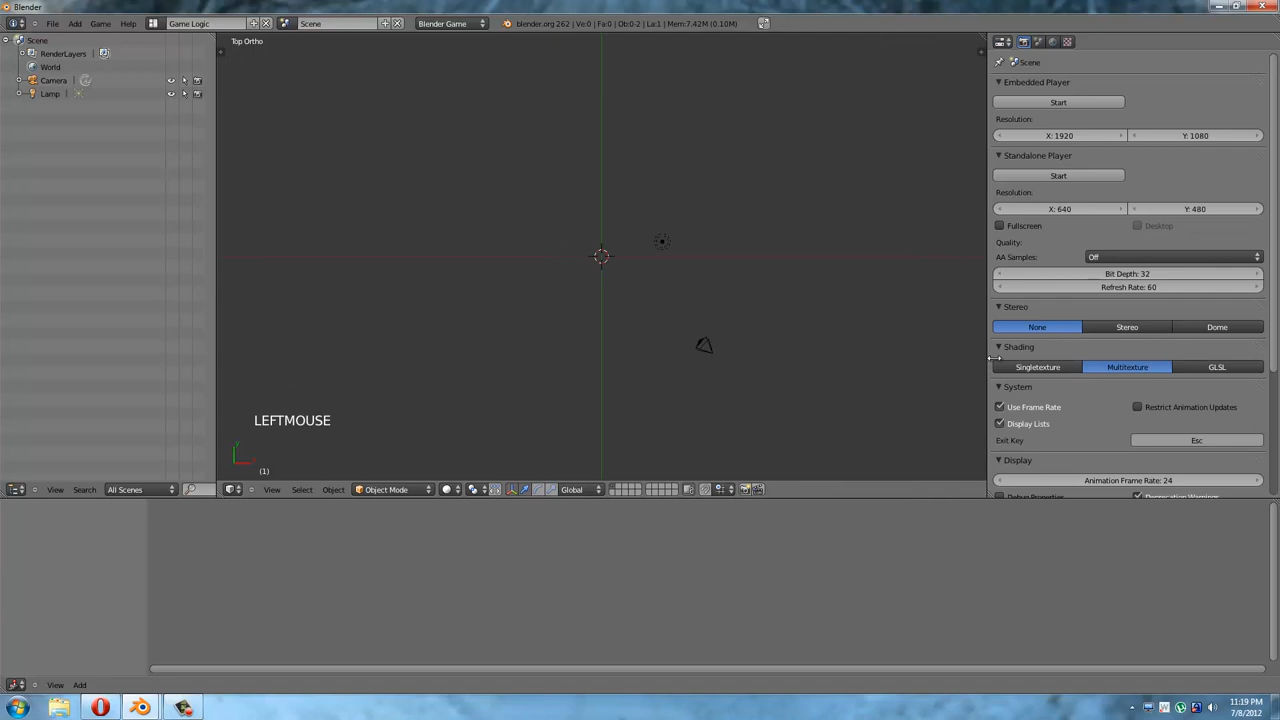 Blender
File Add Game Help Game Logic Scene Blender Game blender.org 262 | Ve:0 | Fa:0 | Ob:0-2 | La:1 | Mem:7.42M (0.10M)
Scene
RenderLayers
World
Camera
Lamp
Top Ortho
LEFTMOUSE
(1)
Scene
Embedded Player
Start
Resolution:
X: 1920 Y: 1080
Standalone Player
Start
Resolution:
X: 640 Y: 480
Fullscreen Desktop
Quality:
AA Samples: Off
Bit Depth: 32
Refresh Rate: 60
Stereo
None Stereo Dome
Shading
Singletexture Multitexture GLSL
System
Use Frame Rate Restrict Animation Updates
Display Lists
Exit Key Esc
Display
Animation Frame Rate: 24
Debug Properties Deprecation Warnings
View Search All Scenes View Select Object Object Mode Global
View Add
11:19 PM
7/8/2012